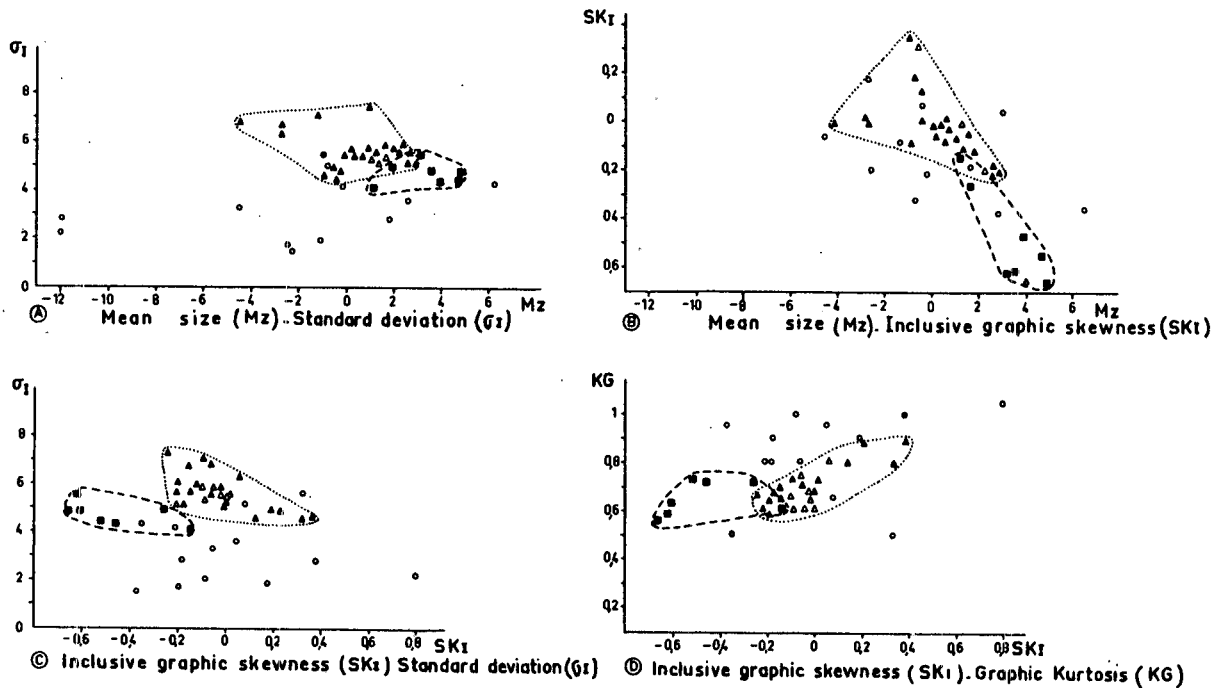 σI
8
6
4
2
0
-12 -10 -8 -6 -4 -2 0 2 4 6 Mz
Ⓐ Mean size (Mz)..Standard deviation (σI)
SKI
0,2
0
0,2
0,4
0,6
-12 -10 -8 -6 -4 -2 0 2 4 6 Mz
Ⓑ Mean size (Mz). Inclusive graphic skewness (SKI)
σI
8
6
4
2
0
-0,6 -0,4 -0,2 0 0,2 0,4 0,6 0,8 SKI
Ⓒ Inclusive graphic skewness (SKI) Standard deviation (σI)
KG
1
0,8
0,6
0,4
0,2
-0,6 -0,4 -0,2 0 0,2 0,4 0,6 0,8 SKI
Ⓓ Inclusive graphic skewness (SKI). Graphic Kurtosis (KG)